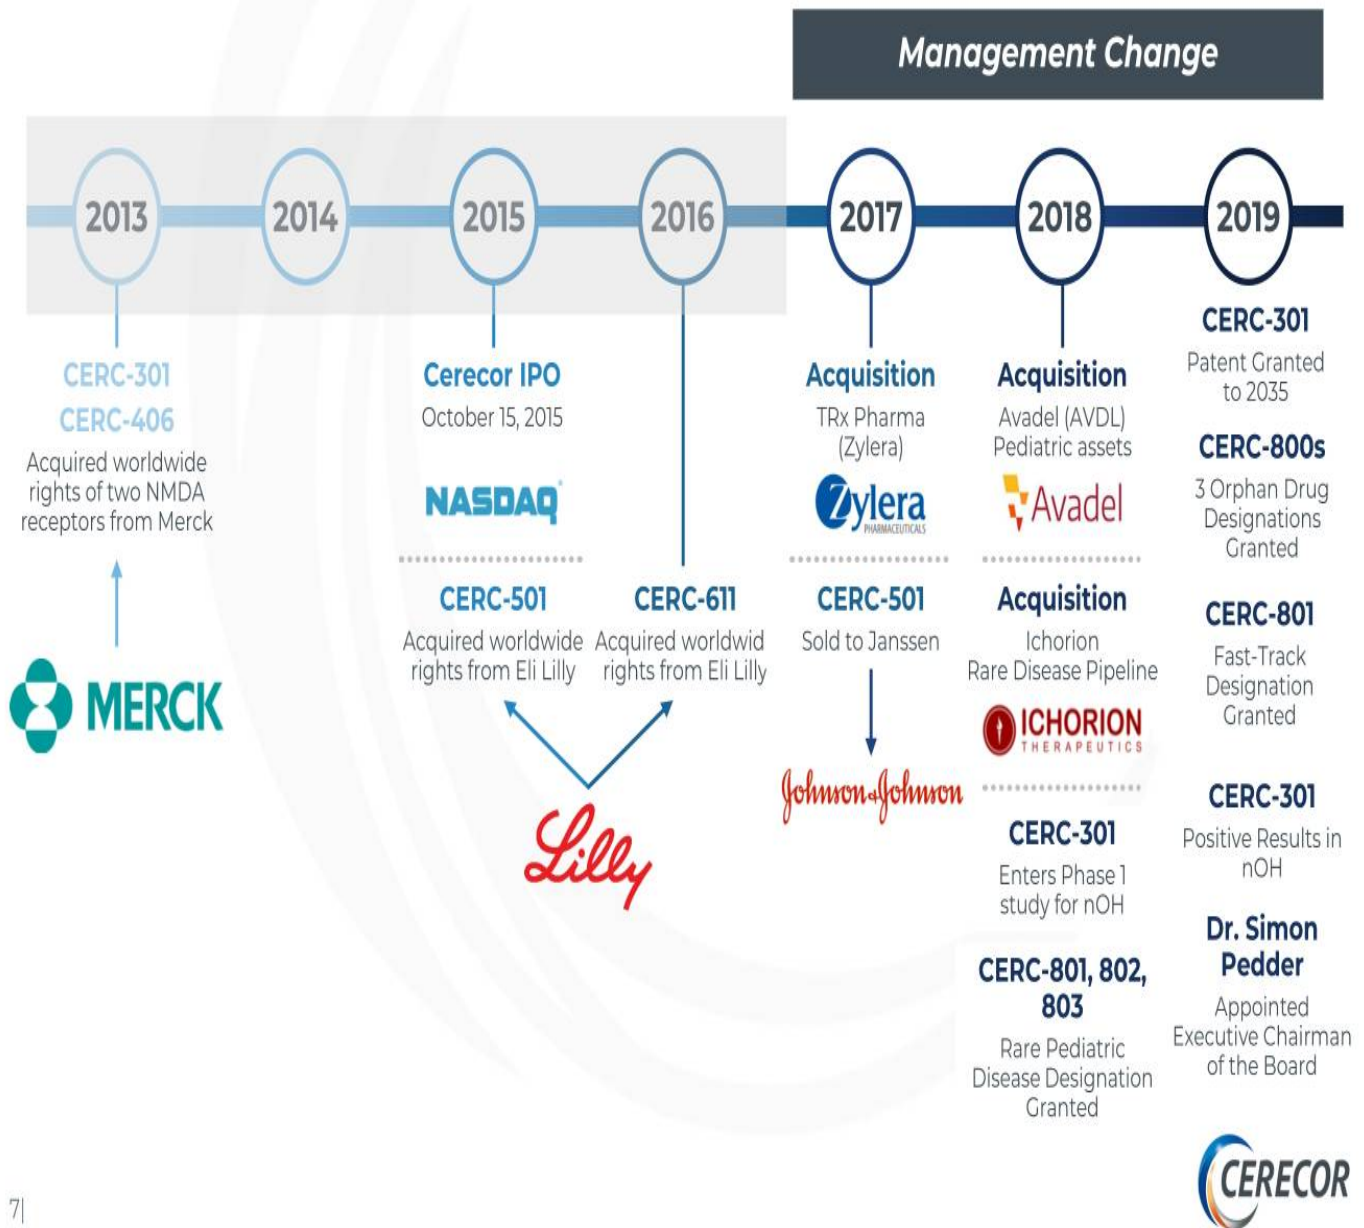 Management Change
2013
2014
2015
2016
2017
2018
2019
CERC-301
CERC-406
Acquired worldwide
rights of two NMDA
receptors from Merck
MERCK
Cerecor IPO
October 15, 2015
NASDAQ
CERC-501
Acquired worldwide
rights from Eli Lilly
CERC-611
Acquired worldwid
rights from Eli Lilly
Lilly
Acquisition
TRx Pharma
(Zylera)
Zylera
PHARMACEUTICALS
CERC-501
Sold to Janssen
Johnson&Johnson
Acquisition
Avadel (AVDL)
Pediatric assets
Avadel
Acquisition
Ichorion
Rare Disease Pipeline
ICHORION
THERAPEUTICS
CERC-301
Enters Phase 1
study for nOH
CERC-801, 802,
803
Rare Pediatric
Disease Designation
Granted
CERC-301
Patent Granted
to 2035
CERC-800s
3 Orphan Drug
Designations
Granted
CERC-801
Fast-Track
Designation
Granted
CERC-301
Positive Results in
nOH
Dr. Simon
Pedder
Appointed
Executive Chairman
of the Board
7|
CERECOR